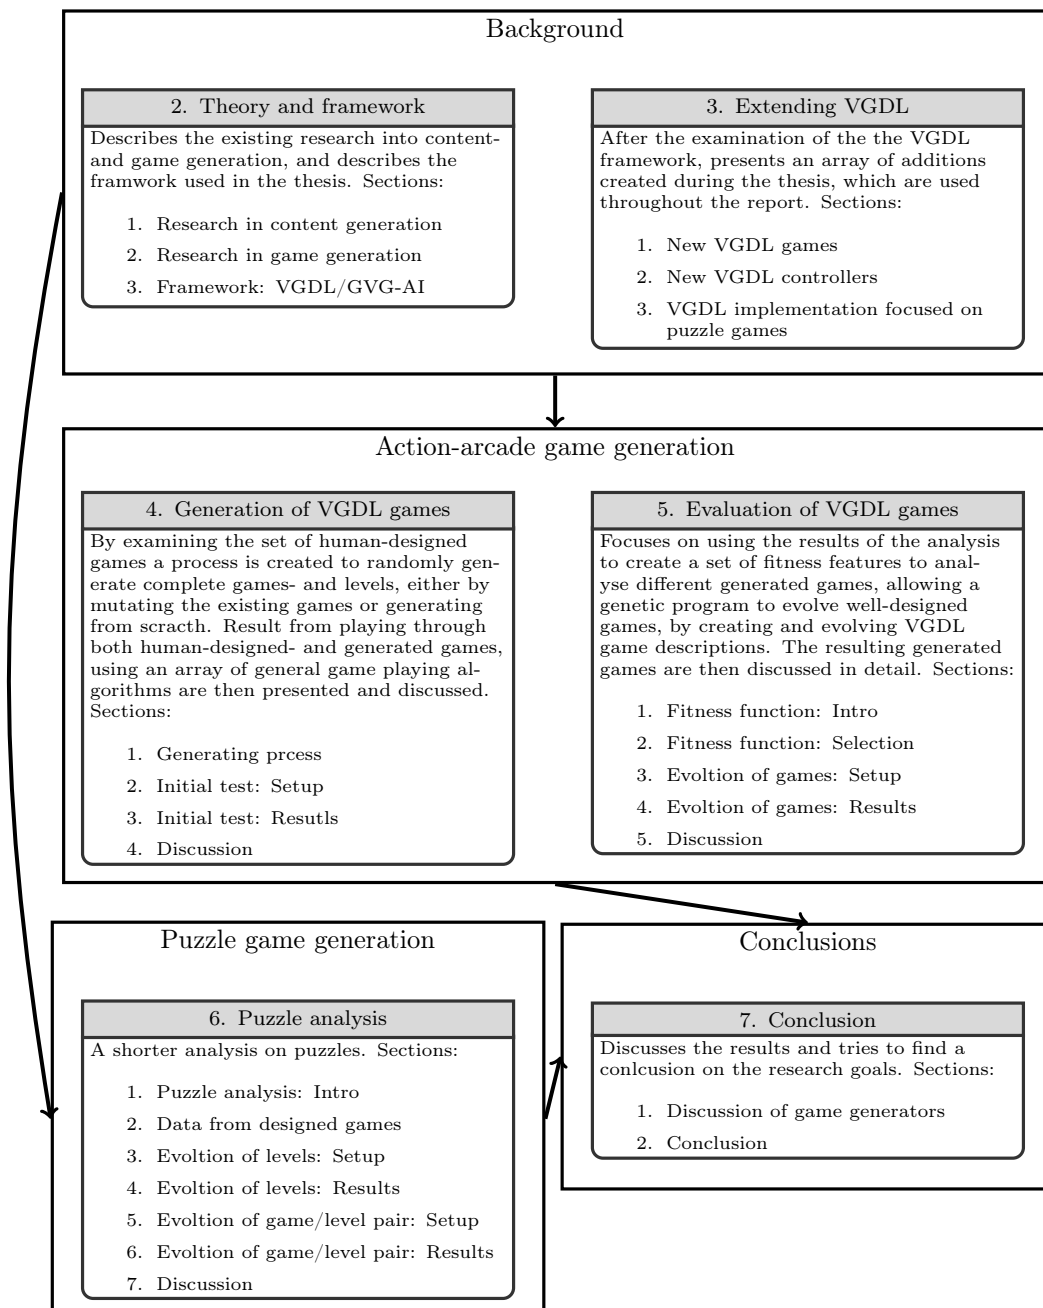 Background
2. Theory and framework
Describes the existing research into content-
and game generation, and describes the
framwork used in the thesis. Sections:
1. Research in content generation
2. Research in game generation
3. Framework: VGDL/GVG-AI
3. Extending VGDL
After the examination of the the VGDL
framework, presents an array of additions
created during the thesis, which are used
throughout the report. Sections:
1. New VGDL games
2. New VGDL controllers
3. VGDL implementation focused on
puzzle games
Action-arcade game generation
4. Generation of VGDL games
By examining the set of human-designed
games a process is created to randomly gen-
erate complete games- and levels, either by
mutating the existing games or generating
from scracth. Result from playing through
both human-designed- and generated games,
using an array of general game playing al-
gorithms are then presented and discussed.
Sections:
1. Generating prcess
2. Initial test: Setup
3. Initial test: Resutls
4. Discussion
5. Evaluation of VGDL games
Focuses on using the results of the analysis
to create a set of fitness features to anal-
yse different generated games, allowing a
genetic program to evolve well-designed
games, by creating and evolving VGDL
game descriptions. The resulting generated
games are then discussed in detail. Sections:
1. Fitness function: Intro
2. Fitness function: Selection
3. Evoltion of games: Setup
4. Evoltion of games: Results
5. Discussion
Puzzle game generation
6. Puzzle analysis
A shorter analysis on puzzles. Sections:
1. Puzzle analysis: Intro
2. Data from designed games
3. Evoltion of levels: Setup
4. Evoltion of levels: Results
5. Evoltion of game/level pair: Setup
6. Evoltion of game/level pair: Results
7. Discussion
Conclusions
7. Conclusion
Discusses the results and tries to find a
conlcusion on the research goals. Sections:
1. Discussion of game generators
2. Conclusion